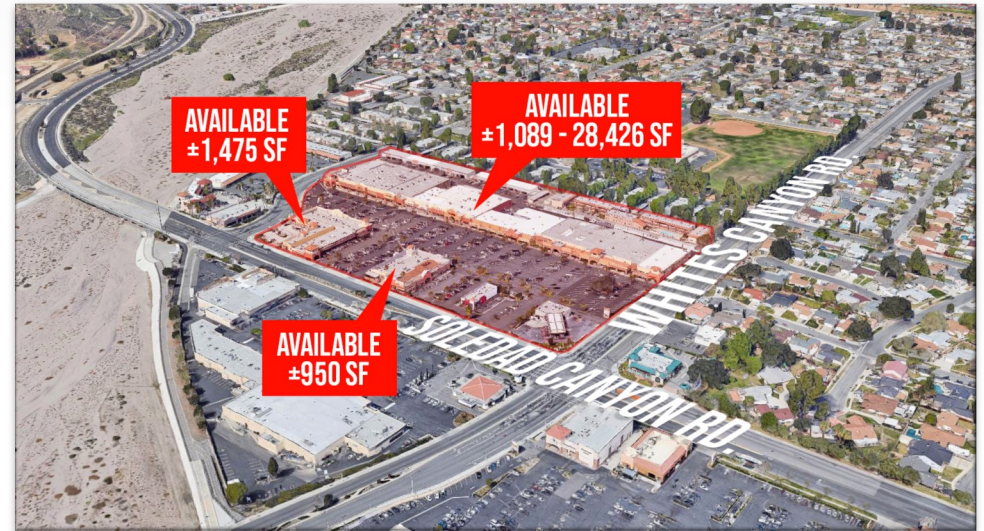 AVAILABLE
±1,475 SF
AVAILABLE
±1,089 - 28,426 SF
WHITES CANYON RD
AVAILABLE
±950 SF
SOLEDAD CANYON RD.